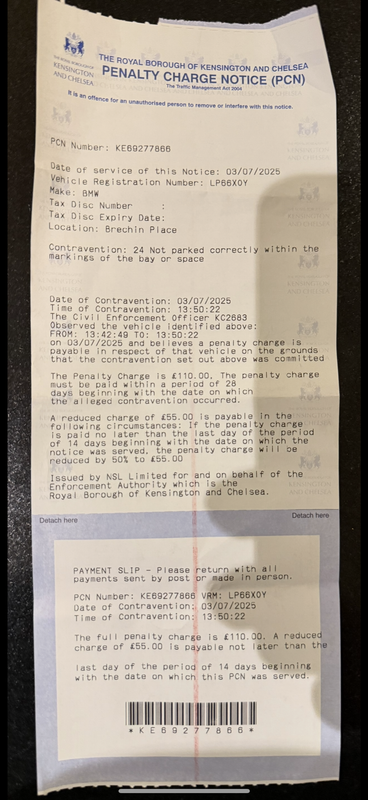 THE ROYAL BOROUGH OF
KENSINGTON
AND CHELSEA
THE ROYAL BOROUGH OF KENSINGTON AND CHELSEA
PENALTY CHARGE NOTICE (PCN)
The Traffic Management Act 2004
It is an offence for an unauthorised person to remove or interfere with this notice.
PCN Number: KE69277866
Date of service of this Notice: 03/07/2025
Vehicle Registration Number: LP66XOY
Make: BMW
Tax Disc Number :
Tax Disc Expiry Date:
Location: Brechin Place
Contravention: 24 Not parked correctly within the
markings of the bay or space
Date of Contravention: 03/07/2025
Time of Contravention: 13:50:22
The Civil Enforcement Officer KC2683
Observed the vehicle identified above:
FROM: 13:42:49 TO: 13:50:22
on 03/07/2025 and believes a penalty charge is
payable in respect of that vehicle on the grounds
that the contravention set out above was committed
The Penalty Charge is £110.00. The penalty charge
must be paid within a period of 28
days beginning with the date on which
the alleged contravention occurred.
A reduced charge of £55.00 is payable in the
following circumstances: If the penalty charge
is paid no later than the last day of the period
of 14 days beginning with the date on which the
notice was served, the penalty charge will be
reduced by 50% to £55.00
Issued by NSL Limited for and on behalf of the
Enforcement Authority which is the
Royal Borough of Kensington and Chelsea.
Detach here Detach here
PAYMENT SLIP - Please return with all
payments sent by post or made in person.
PCN Number: KE69277866 VRM: LP66XOY
Date of Contravention: 03/07/2025
Time of Contravention: 13:50:22
The full penalty charge is £110.00. A reduced
charge of £55.00 is payable not later than the
last day of the period of 14 days beginning
with the date on which this PCN was served.
*KE69277866*